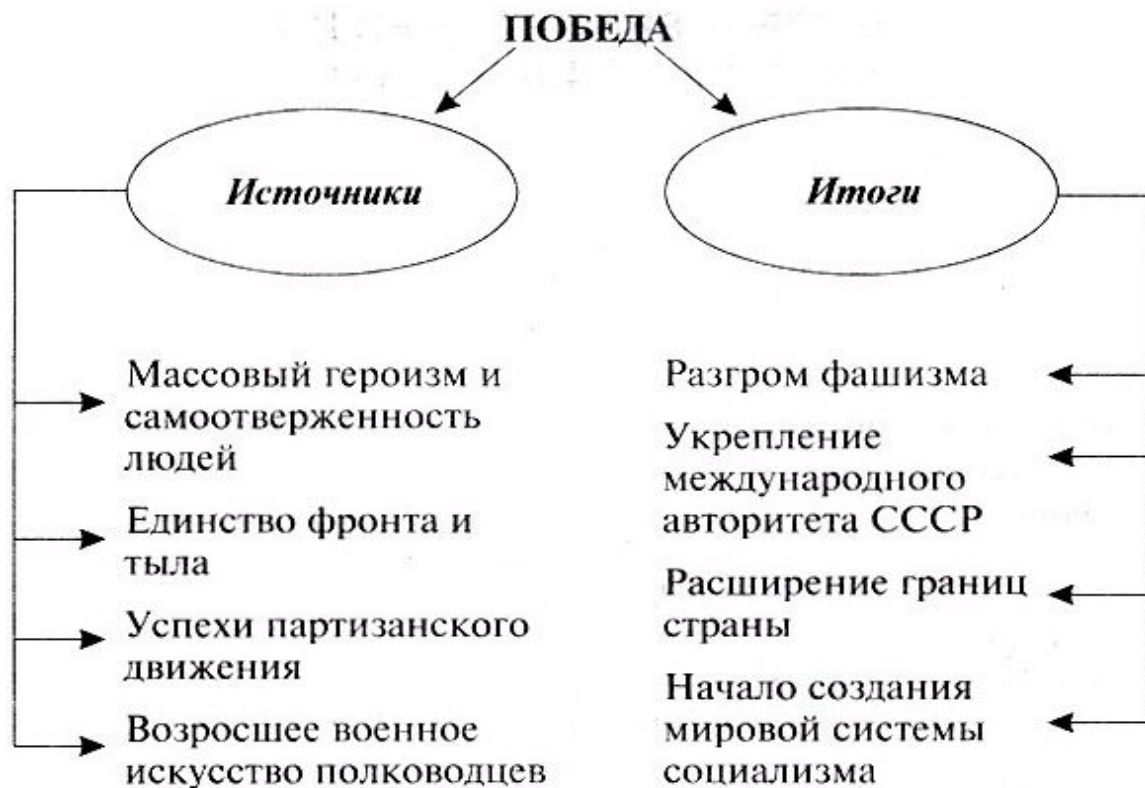 ПОБЕДА
Источники
Массовый героизм и
самоотверженность
людей
Единство фронта и
тыла
Успехи партизанского
движения
Возросшее военное
искусство полководцев
Итоги
Разгром фашизма
Укрепление
международного
авторитета СССР
Расширение границ
страны
Начало создания
мировой системы
социализма